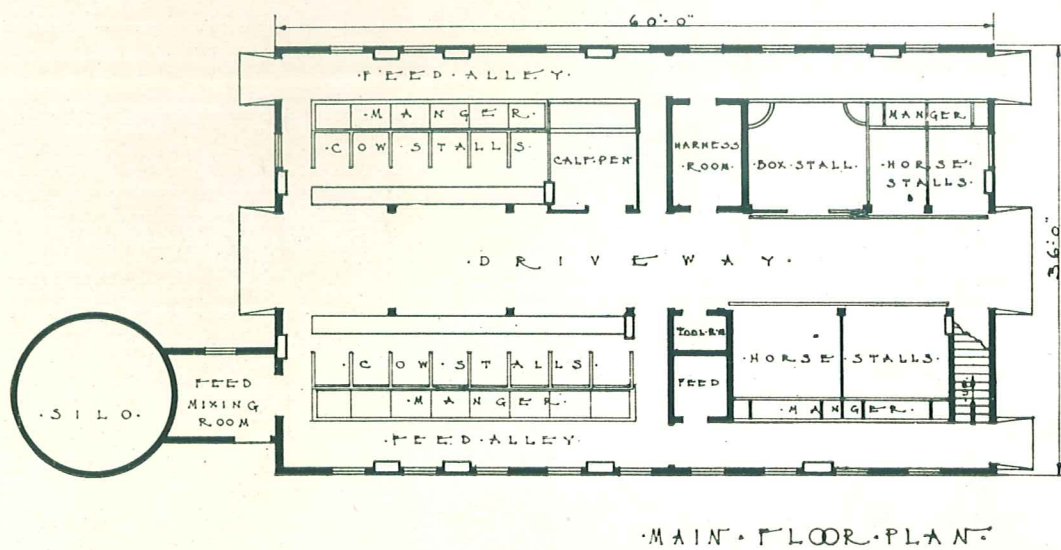 60'-0"
·FEED·ALLEY·
·MANGER·
·COW·STALLS·
CALF·PEN
HARNESS
·ROOM·
·BOX·STALL·
MANGER
·HORSE·
STALLS·
·DRIVEWAY·
36'-0"
·COW·STALLS·
·MANGER·
·FEED·ALLEY·
TOOL·RM
FEED
·HORSE·STALLS·
·MANGER·
UP
·SILO·
FEED
MIXING
ROOM
·MAIN·FLOOR·PLAN·